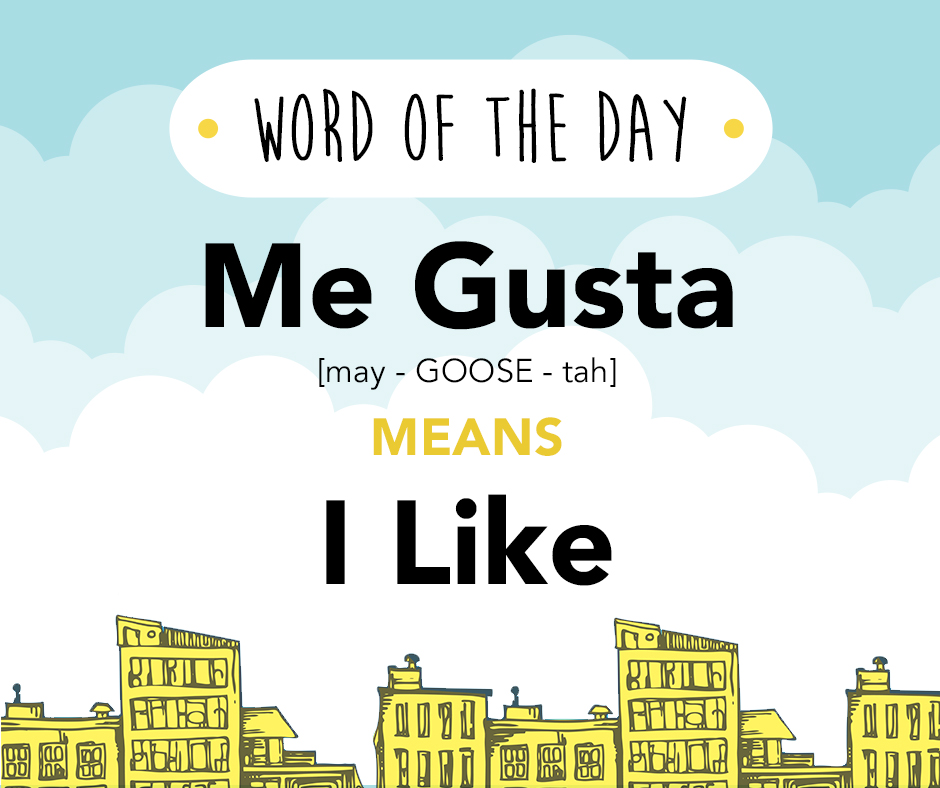 WORD OF THE DAY
Me Gusta
[may - GOOSE - tah]
MEANS
I Like